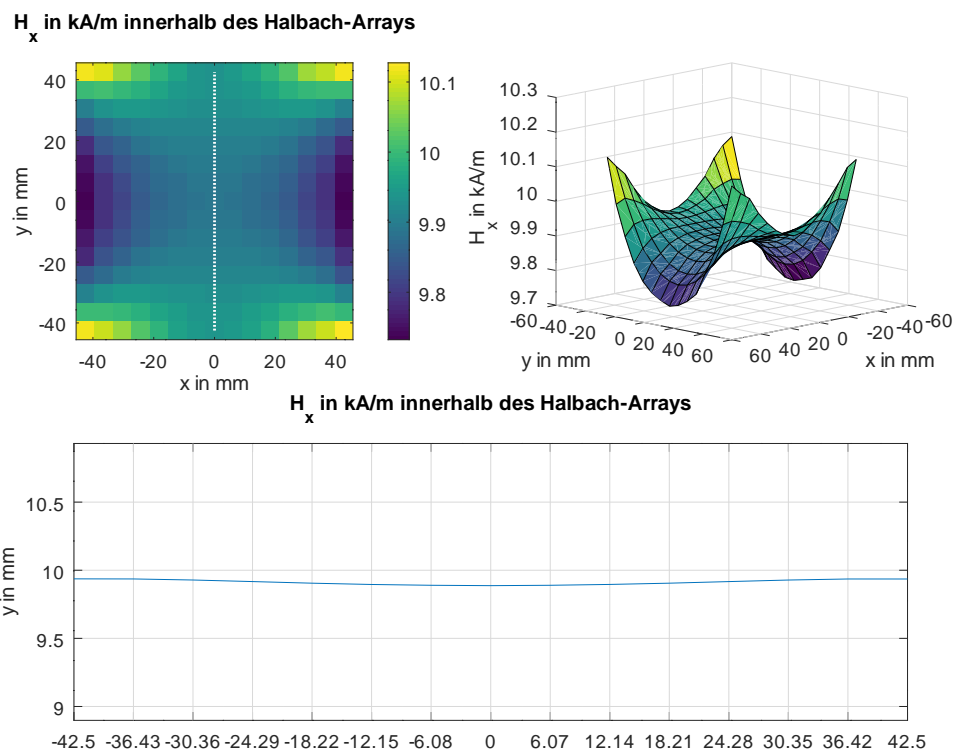 H_x in kA/m innerhalb des Halbach-Arrays
40
20
0
-20
-40
y in mm
-40 -20 0 20 40
x in mm
10.1
10
9.9
9.8
10.3
10.2
10.1
10
9.9
9.8
9.7
H_x in kA/m
-60 -40 -20 0 20 40 60
y in mm
60 40 20 0 -20 -40 -60
x in mm
H_x in kA/m innerhalb des Halbach-Arrays
10.5
10
9.5
9
y in mm
-42.5 -36.43 -30.36 -24.29 -18.22 -12.15 -6.08 0 6.07 12.14 18.21 24.28 30.35 36.42 42.5